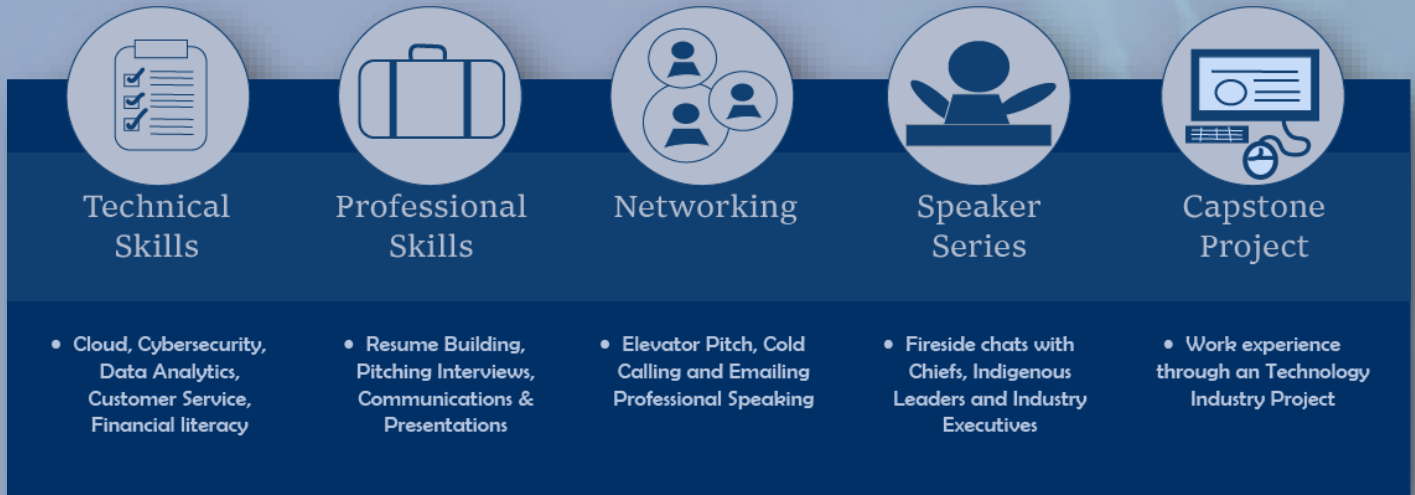 Technical
Skills
Professional
Skills
Networking
Speaker
Series
Capstone
Project
• Cloud, Cybersecurity,
Data Analytics,
Customer Service,
Financial literacy
• Resume Building,
Pitching Interviews,
Communications &
Presentations
• Elevator Pitch, Cold
Calling and Emailing
Professional Speaking
• Fireside chats with
Chiefs, Indigenous
Leaders and Industry
Executives
• Work experience
through an Technology
Industry Project